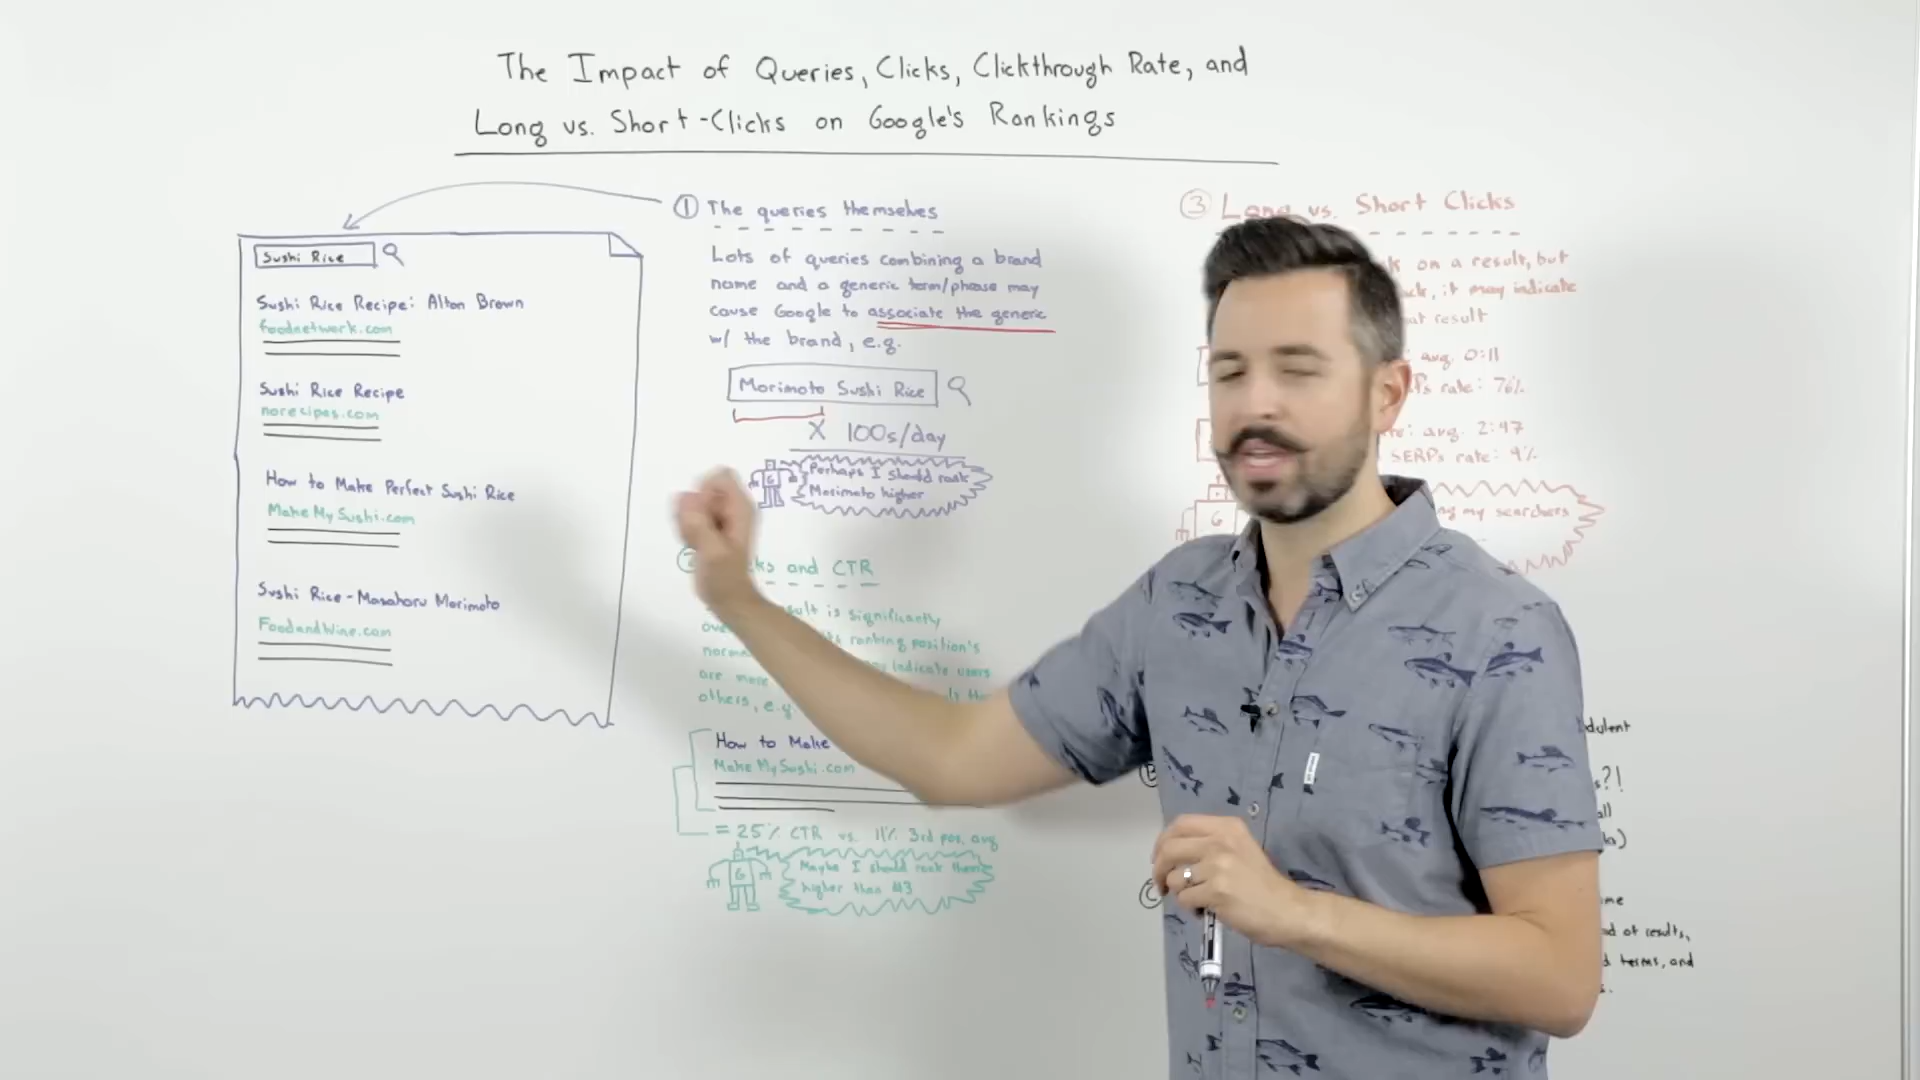 The Impact of Queries, Clicks, Clickthrough Rate, and
Long vs. Short-Clicks on Google's Rankings
Sushi Rice
Sushi Rice Recipe: Alton Brown
foodnetwork.com
Sushi Rice Recipe
norecipes.com
How to Make Perfect Sushi Rice
MakeMySushi.com
Sushi Rice-Masaharu Morimoto
FoodandWine.com
1 The queries themselves
Lots of queries combining a brand
name and a generic term/phrase may
cause Google to associate the generic
w/ the brand, e.g.
Morimoto Sushi Rice
X 100s/day
G
Perhaps I should rank
Morimoto higher
2 and CTR
is significantly
ranking position's
indicate users
are more
others, e.g.
How to Make
MakeMySushi.com
= 25% CTR vs. 11% 3rd pos. avg
G
Maybe I should rank them
higher than #3
3 Long vs. Short Clicks
on a result, but
it may indicate
result
avg. 0:11
rate: 76%
avg. 2:47
SERPs rate: 9%
G
my searchers
B
?!
C
of results,
terms, and